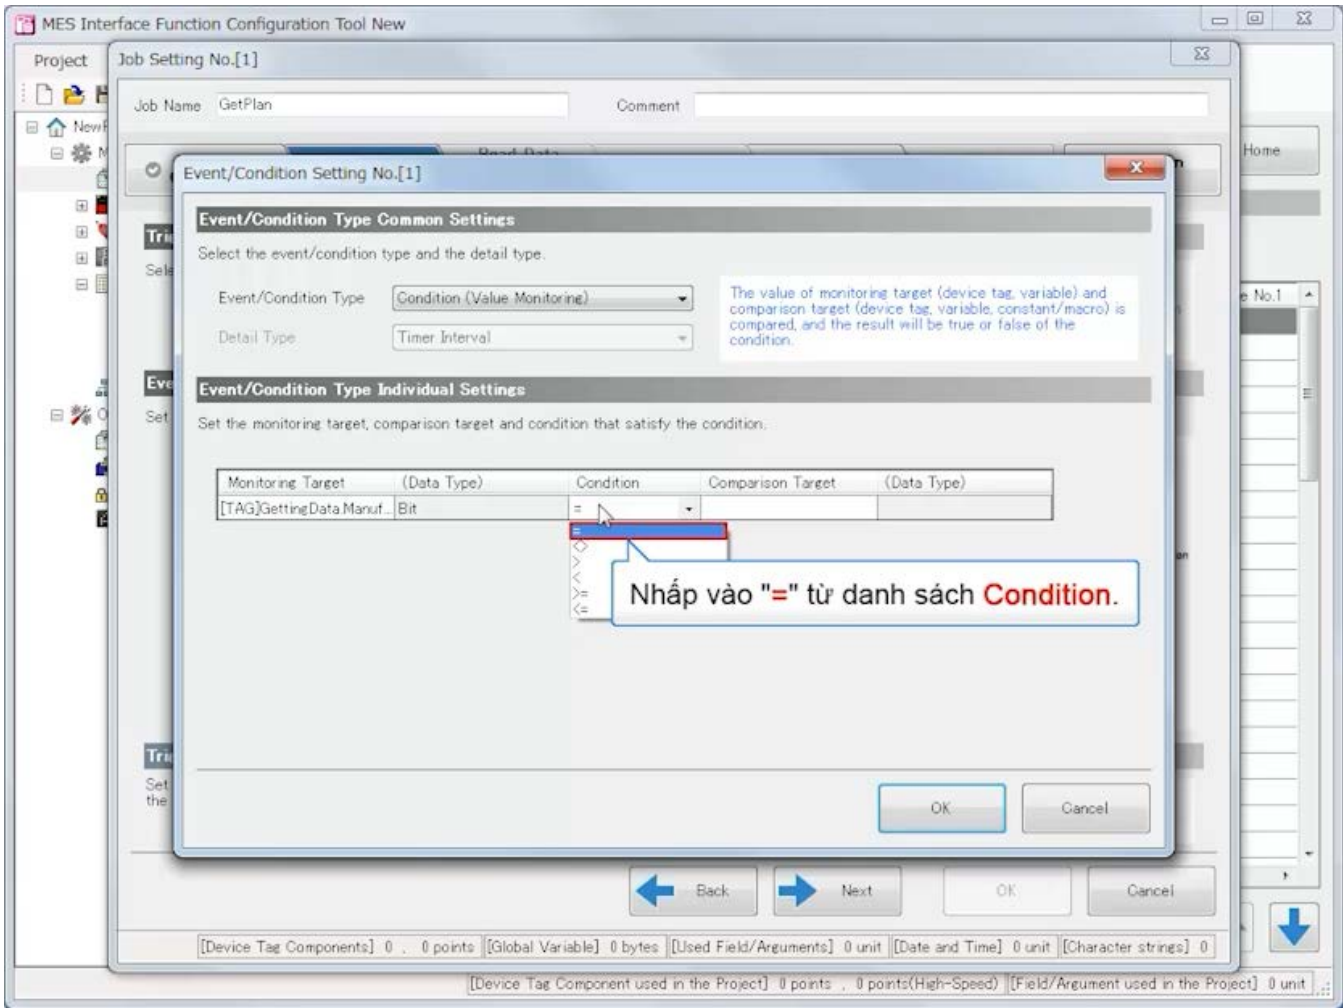 MES Interface Function Configuration Tool New
Project
Job Setting No.[1]
Job Name GetPlan Comment
Home
Read Data
Event/Condition Setting No.[1]
Event/Condition Type Common Settings
Select the event/condition type and the detail type.
Event/Condition Type Condition (Value Monitoring)
Detail Type Timer Interval
The value of monitoring target (device tag, variable) and
comparison target (device tag, variable, constant/macro) is
compared, and the result will be true or false of the
condition.
Event/Condition Type Individual Settings
Set the monitoring target, comparison target and condition that satisfy the condition.
Monitoring Target (Data Type) Condition Comparison Target (Data Type)
[TAG]GettingData.Manuf... Bit =
=
<>
>
<
>=
<=
Nhấp vào "=" từ danh sách Condition.
OK Cancel
Set
the
Back Next OK Cancel
[Device Tag Components] 0 , 0 points [Global Variable] 0 bytes [Used Field/Arguments] 0 unit [Date and Time] 0 unit [Character strings] 0
[Device Tag Component used in the Project] 0 points , 0 points(High-Speed) [Field/Argument used in the Project] 0 unit